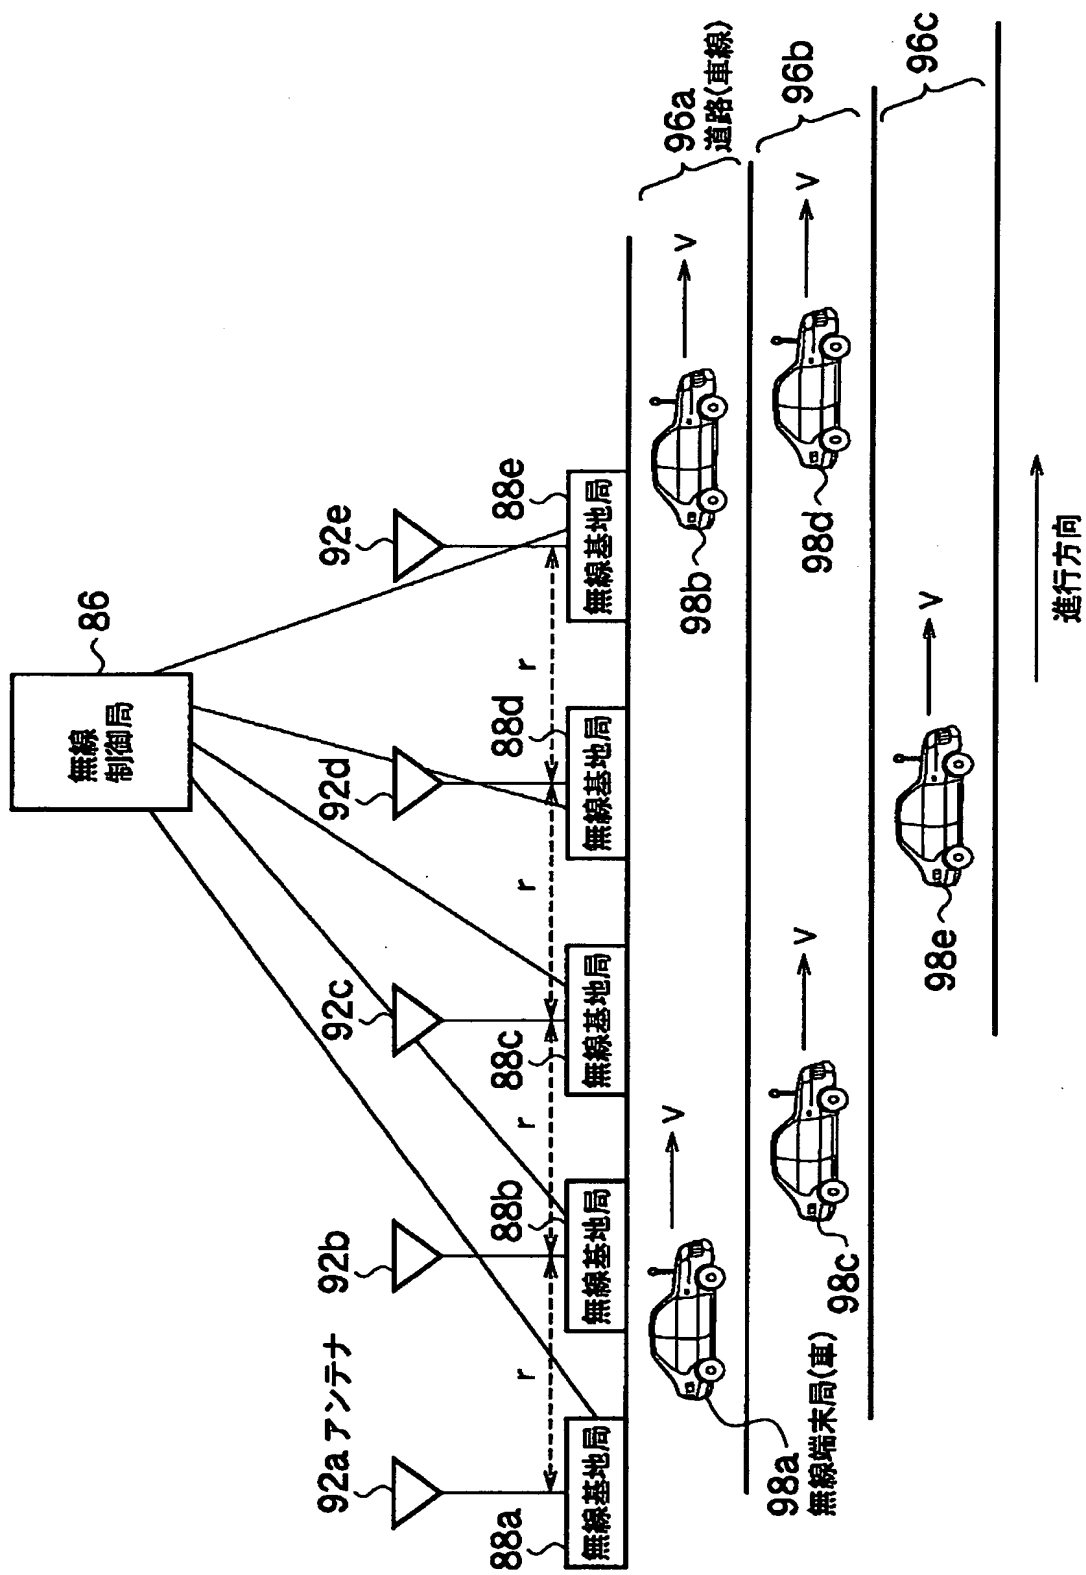 無線
制御局
86
92a アンテナ
92b
92c
92d
92e
88a
88b
88c
88d
88e
無線基地局
無線基地局
無線基地局
無線基地局
無線基地局
r
r
r
r
96a
道路(車線)
96b
96c
V
V
V
V
V
98a
無線端末局(車)
98b
98c
98d
98e
進行方向